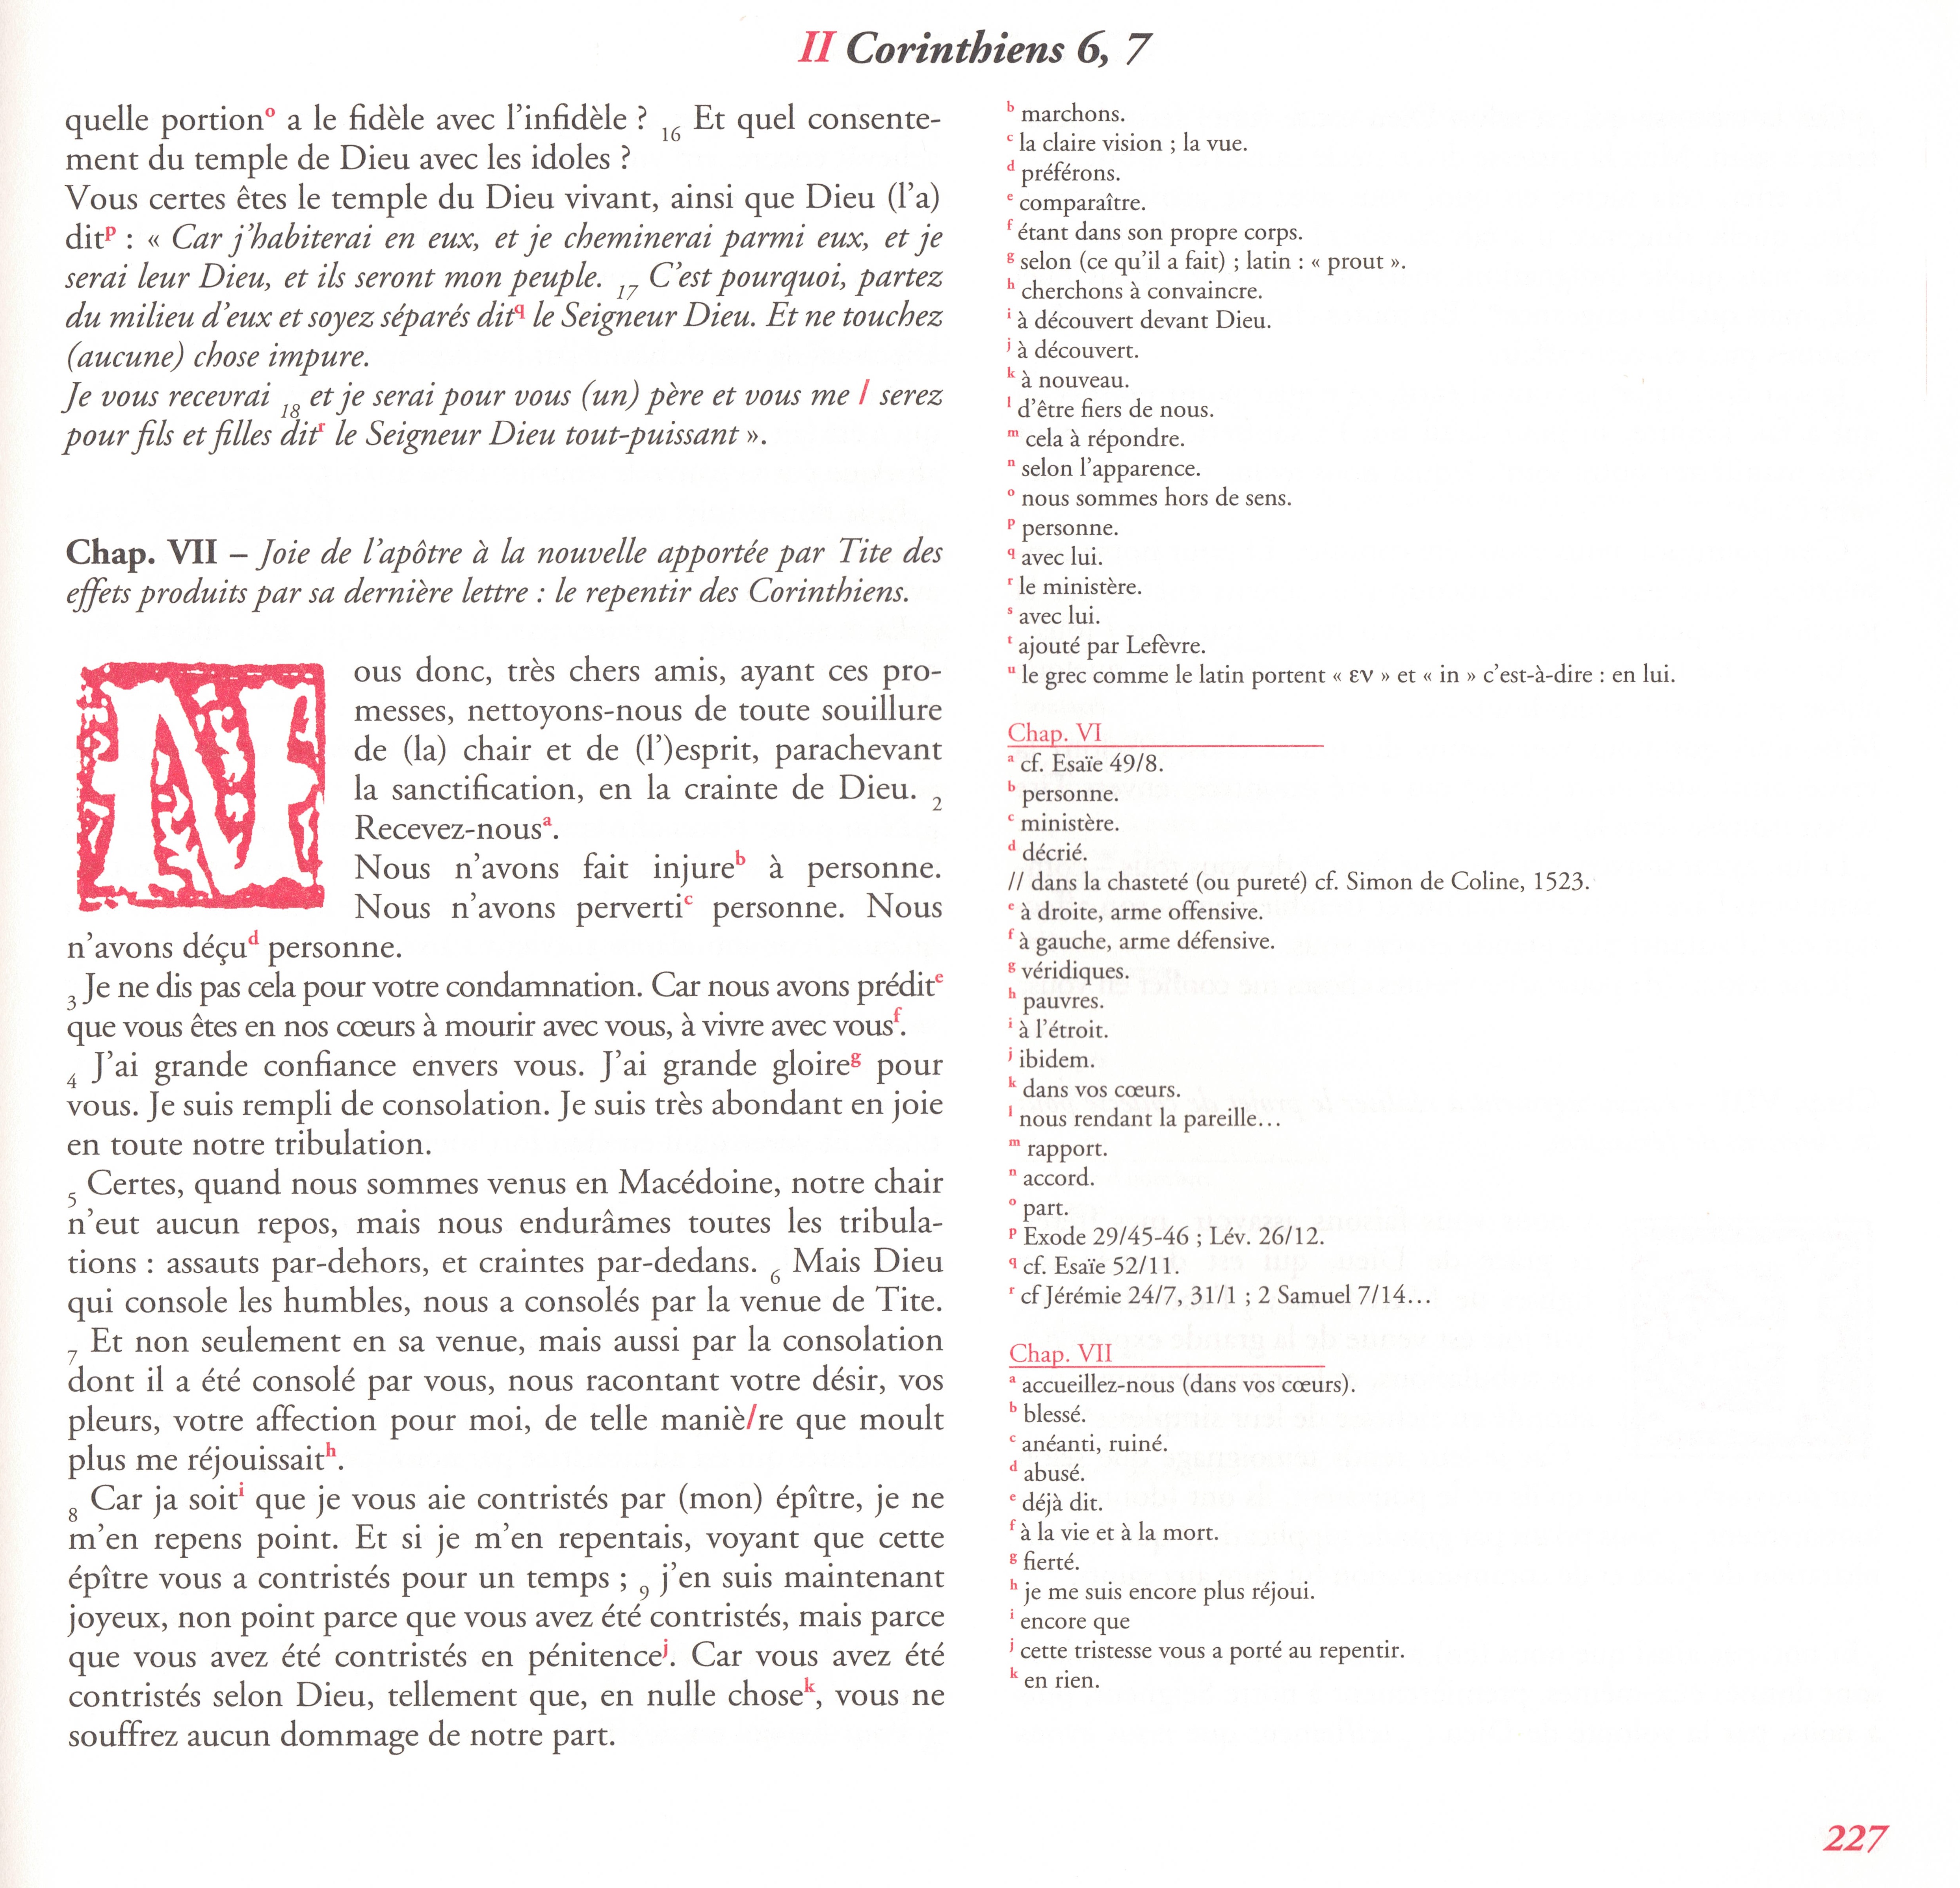 II Corinthiens 6, 7
quelle portionᵒ a le fidèle avec l’infidèle ? 16 Et quel consente-
ment du temple de Dieu avec les idoles ?
Vous certes êtes le temple du Dieu vivant, ainsi que Dieu (l’a)
ditᵖ : « Car j’habiterai en eux, et je cheminerai parmi eux, et je
serai leur Dieu, et ils seront mon peuple. 17 C’est pourquoi, partez
du milieu d’eux et soyez séparés dit^q le Seigneur Dieu. Et ne touchez
(aucune) chose impure.
Je vous recevrai 18 et je serai pour vous (un) père et vous me / serez
pour fils et filles ditʳ le Seigneur Dieu tout-puissant ».
Chap. VII – Joie de l’apôtre à la nouvelle apportée par Tite des
effets produits par sa dernière lettre : le repentir des Corinthiens.
Nous donc, très chers amis, ayant ces pro-
messes, nettoyons-nous de toute souillure
de (la) chair et de (l’)esprit, parachevant
la sanctification, en la crainte de Dieu. 2
Recevez-nousᵃ.
Nous n’avons fait injureᵇ à personne.
Nous n’avons pervertiᶜ personne. Nous
n’avons déçuᵈ personne.
3 Je ne dis pas cela pour votre condamnation. Car nous avons préditᵉ
que vous êtes en nos cœurs à mourir avec vous, à vivre avec vousᶠ.
4 J’ai grande confiance envers vous. J’ai grande gloireᵍ pour
vous. Je suis rempli de consolation. Je suis très abondant en joie
en toute notre tribulation.
5 Certes, quand nous sommes venus en Macédoine, notre chair
n’eut aucun repos, mais nous endurâmes toutes les tribula-
tions : assauts par-dehors, et craintes par-dedans. 6 Mais Dieu
qui console les humbles, nous a consolés par la venue de Tite.
7 Et non seulement en sa venue, mais aussi par la consolation
dont il a été consolé par vous, nous racontant votre désir, vos
pleurs, votre affection pour moi, de telle maniè/re que moult
plus me réjouissaitʰ.
8 Car ja soitⁱ que je vous aie contristés par (mon) épître, je ne
m’en repens point. Et si je m’en repentais, voyant que cette
épître vous a contristés pour un temps ; 9 j’en suis maintenant
joyeux, non point parce que vous avez été contristés, mais parce
que vous avez été contristés en pénitenceʲ. Car vous avez été
contristés selon Dieu, tellement que, en nulle choseᵏ, vous ne
souffrez aucun dommage de notre part.
b marchons.
c la claire vision ; la vue.
d préférons.
e comparaître.
f étant dans son propre corps.
g selon (ce qu’il a fait) ; latin : « prout ».
h cherchons à convaincre.
i à découvert devant Dieu.
j à découvert.
k à nouveau.
l d’être fiers de nous.
m cela à répondre.
n selon l’apparence.
o nous sommes hors de sens.
p personne.
q avec lui.
r le ministère.
s avec lui.
t ajouté par Lefèvre.
u le grec comme le latin portent « εν » et « in » c’est-à-dire : en lui.
Chap. VI
a cf. Esaïe 49/8.
b personne.
c ministère.
d décrié.
// dans la chasteté (ou pureté) cf. Simon de Coline, 1523.
e à droite, arme offensive.
f à gauche, arme défensive.
g véridiques.
h pauvres.
i à l’étroit.
j ibidem.
k dans vos cœurs.
l nous rendant la pareille…
m rapport.
n accord.
o part.
p Exode 29/45-46 ; Lév. 26/12.
q cf. Esaïe 52/11.
r cf Jérémie 24/7, 31/1 ; 2 Samuel 7/14…
Chap. VII
a accueillez-nous (dans vos cœurs).
b blessé.
c anéanti, ruiné.
d abusé.
e déjà dit.
f à la vie et à la mort.
g fierté.
h je me suis encore plus réjoui.
i encore que
j cette tristesse vous a porté au repentir.
k en rien.
227